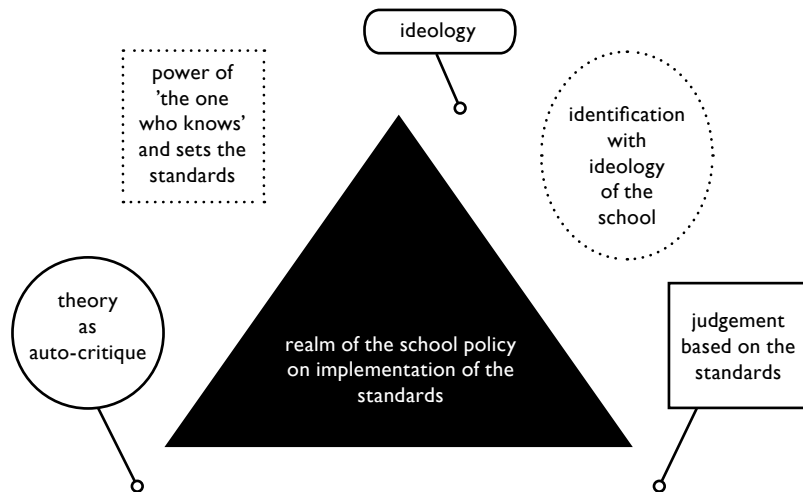 ideology
power of
’the one
who knows’
and sets the
standards
identification
with
ideology
of the
school
theory
as
auto-critique
realm of the school policy
on implementation of the
standards
judgement
based on the
standards